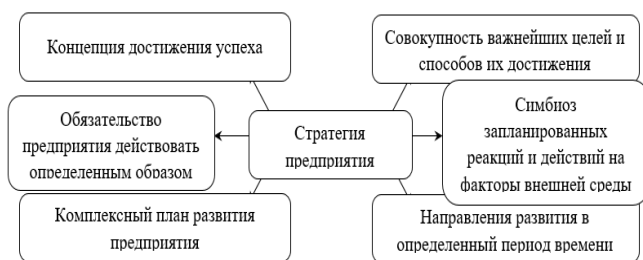 Концепция достижения успеха
Совокупность важнейших целей и
способов их достижения
Обязательство
предприятия действовать
определенным образом
Стратегия
предприятия
Симбиоз
запланированных
реакций и действий на
факторы внешней среды
Комплексный план развития
предприятия
Направления развития в
определенный период времени